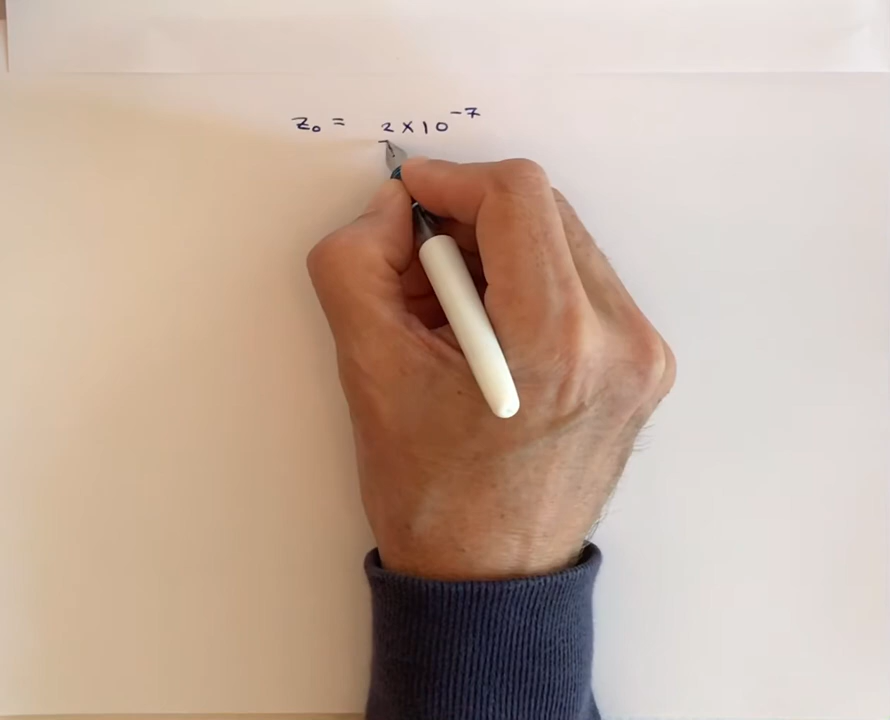 z₀ = 2 × 10⁻⁷